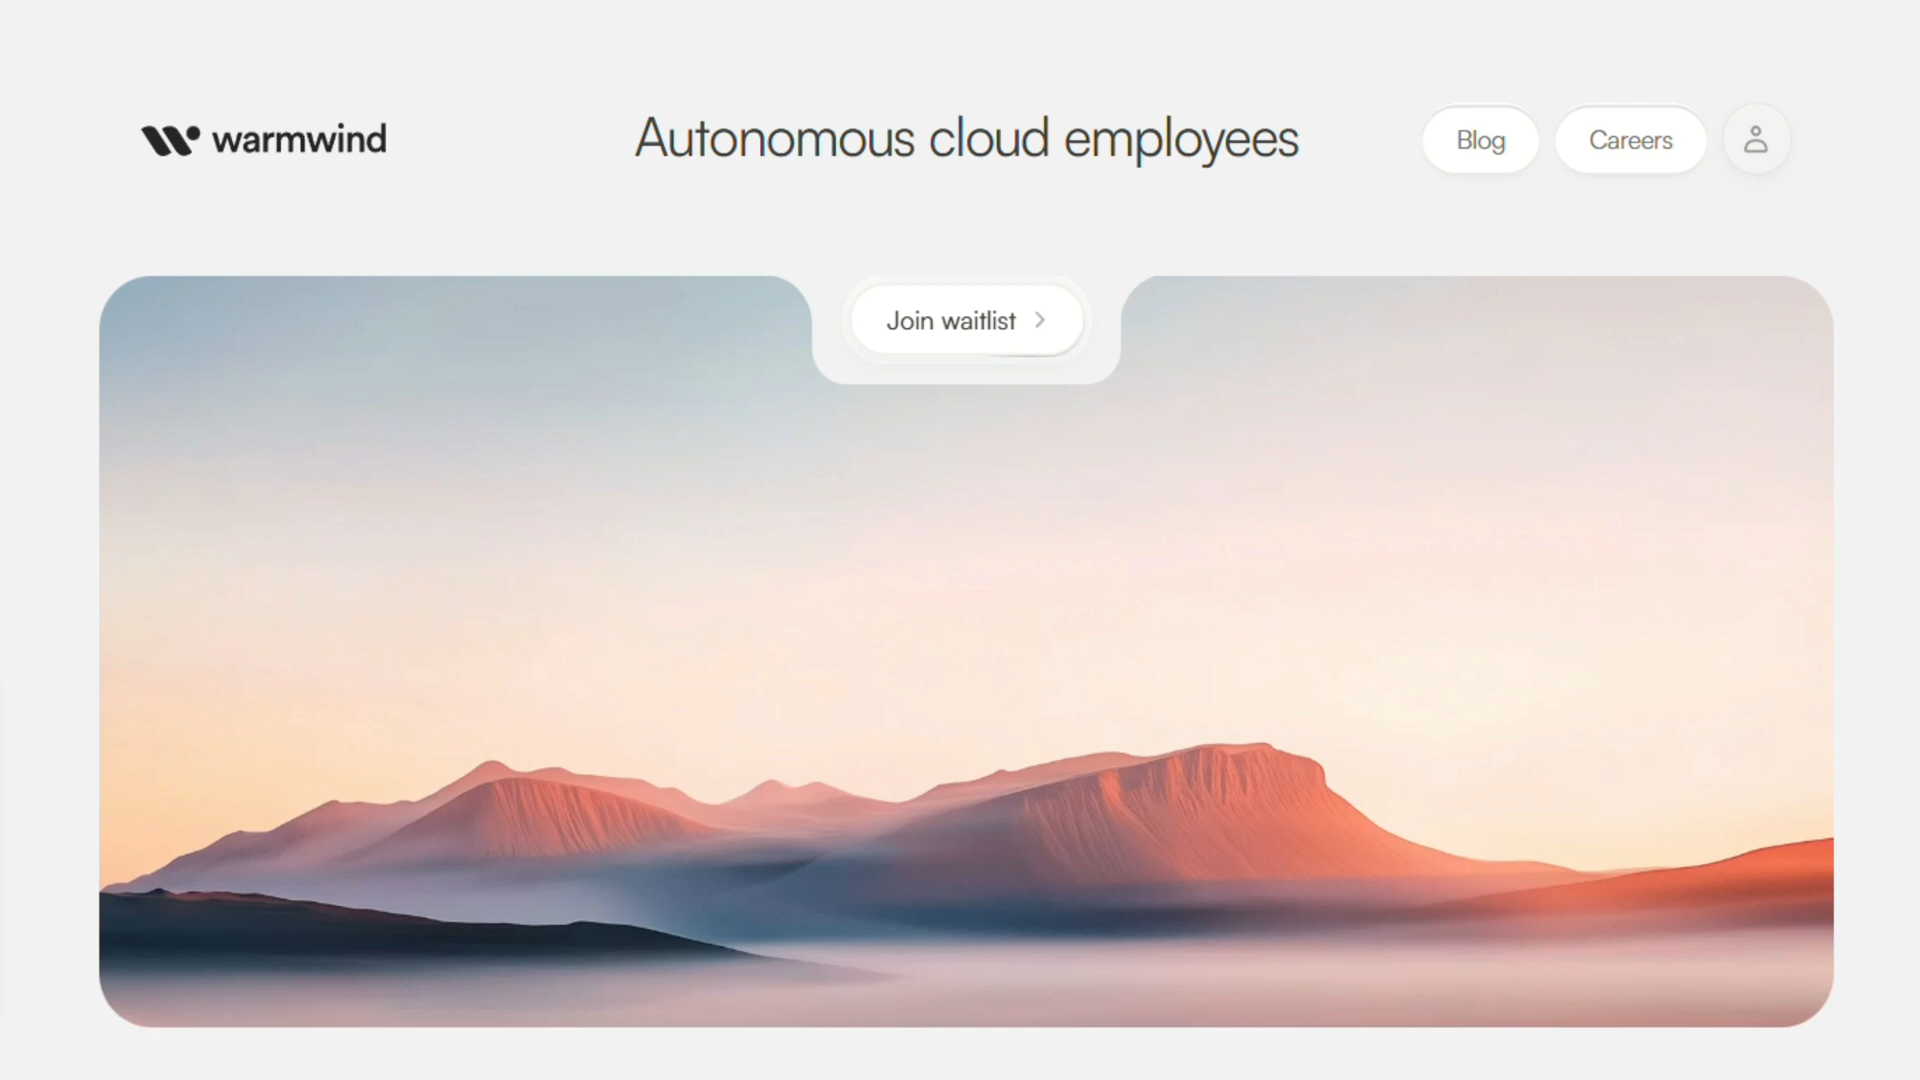 warmwind
Autonomous cloud employees
Blog
Careers
Join waitlist